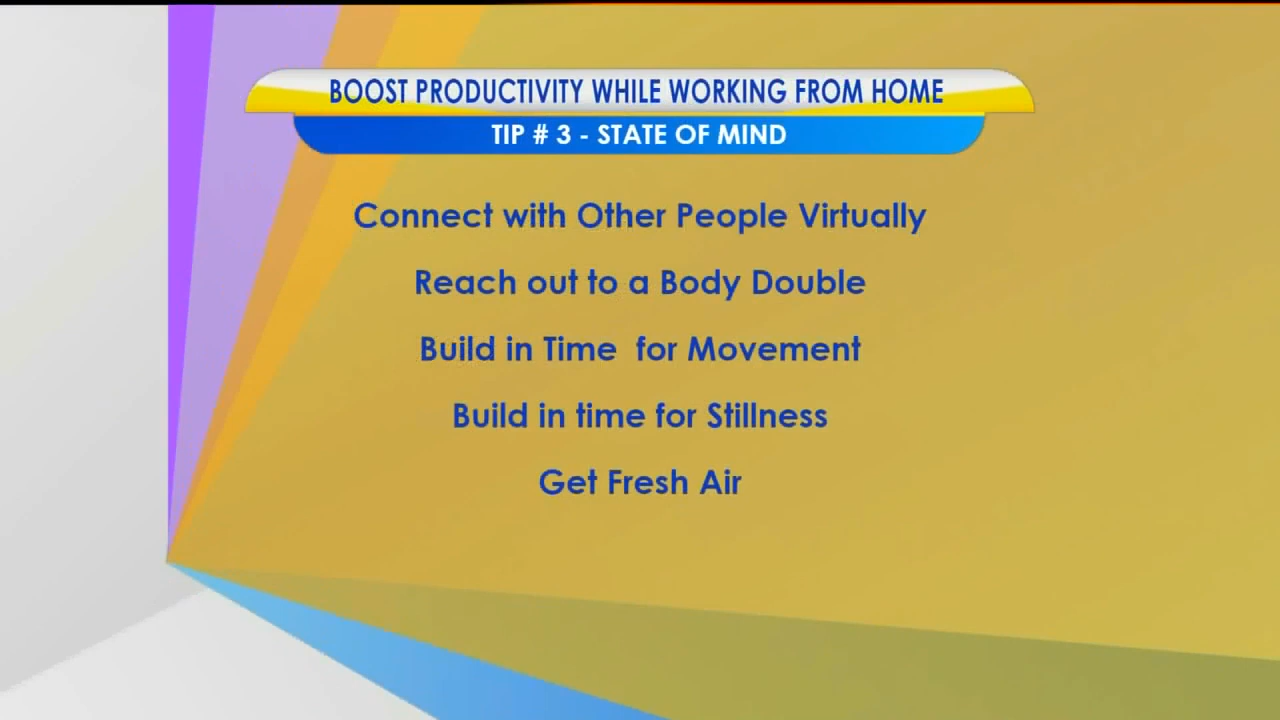 BOOST PRODUCTIVITY WHILE WORKING FROM HOME
TIP # 3 - STATE OF MIND
Connect with Other People Virtually
Reach out to a Body Double
Build in Time  for Movement
Build in time for Stillness
Get Fresh Air